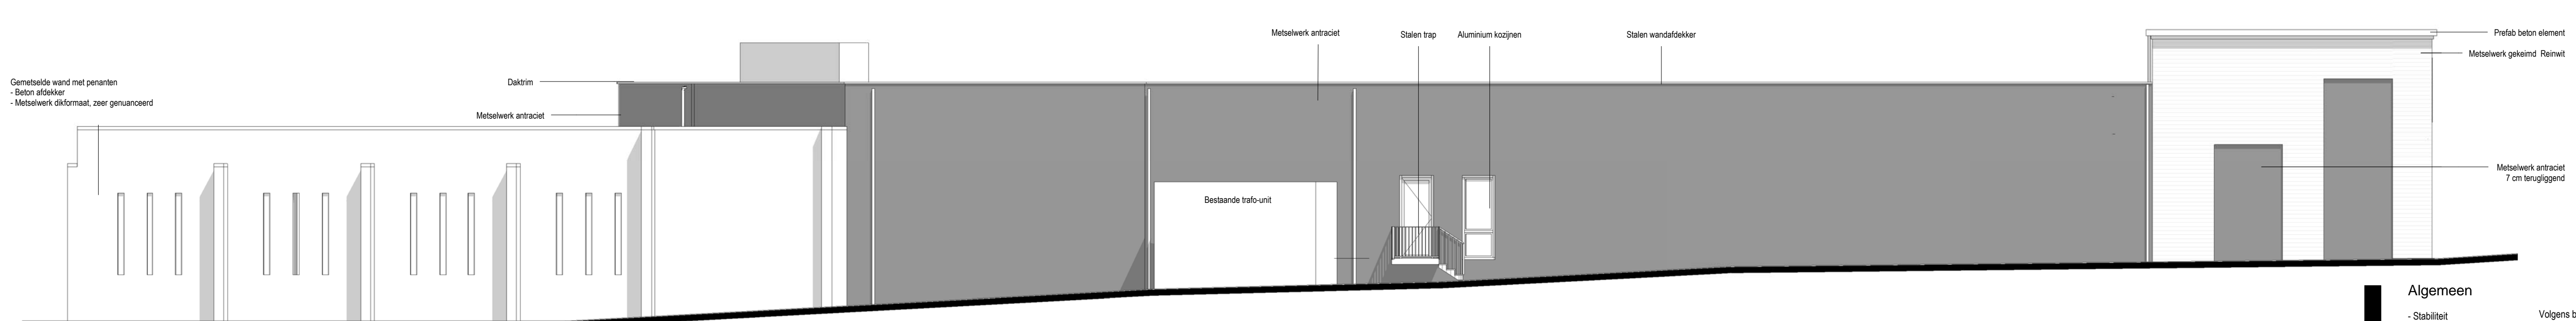 Gemetselde wand met penanten
- Beton afdekker
- Metselwerk dikformaat, zeer genuanceerd
Daktrim
Metselwerk antraciet
Metselwerk antraciet
Stalen trap
Aluminium kozijnen
Stalen wandafdekker
Prefab beton element
Metselwerk gekeimd Reinwit
Bestaande trafo-unit
Metselwerk antraciet
7 cm terugliggend
Algemeen
- Stabiliteit
Volgens b